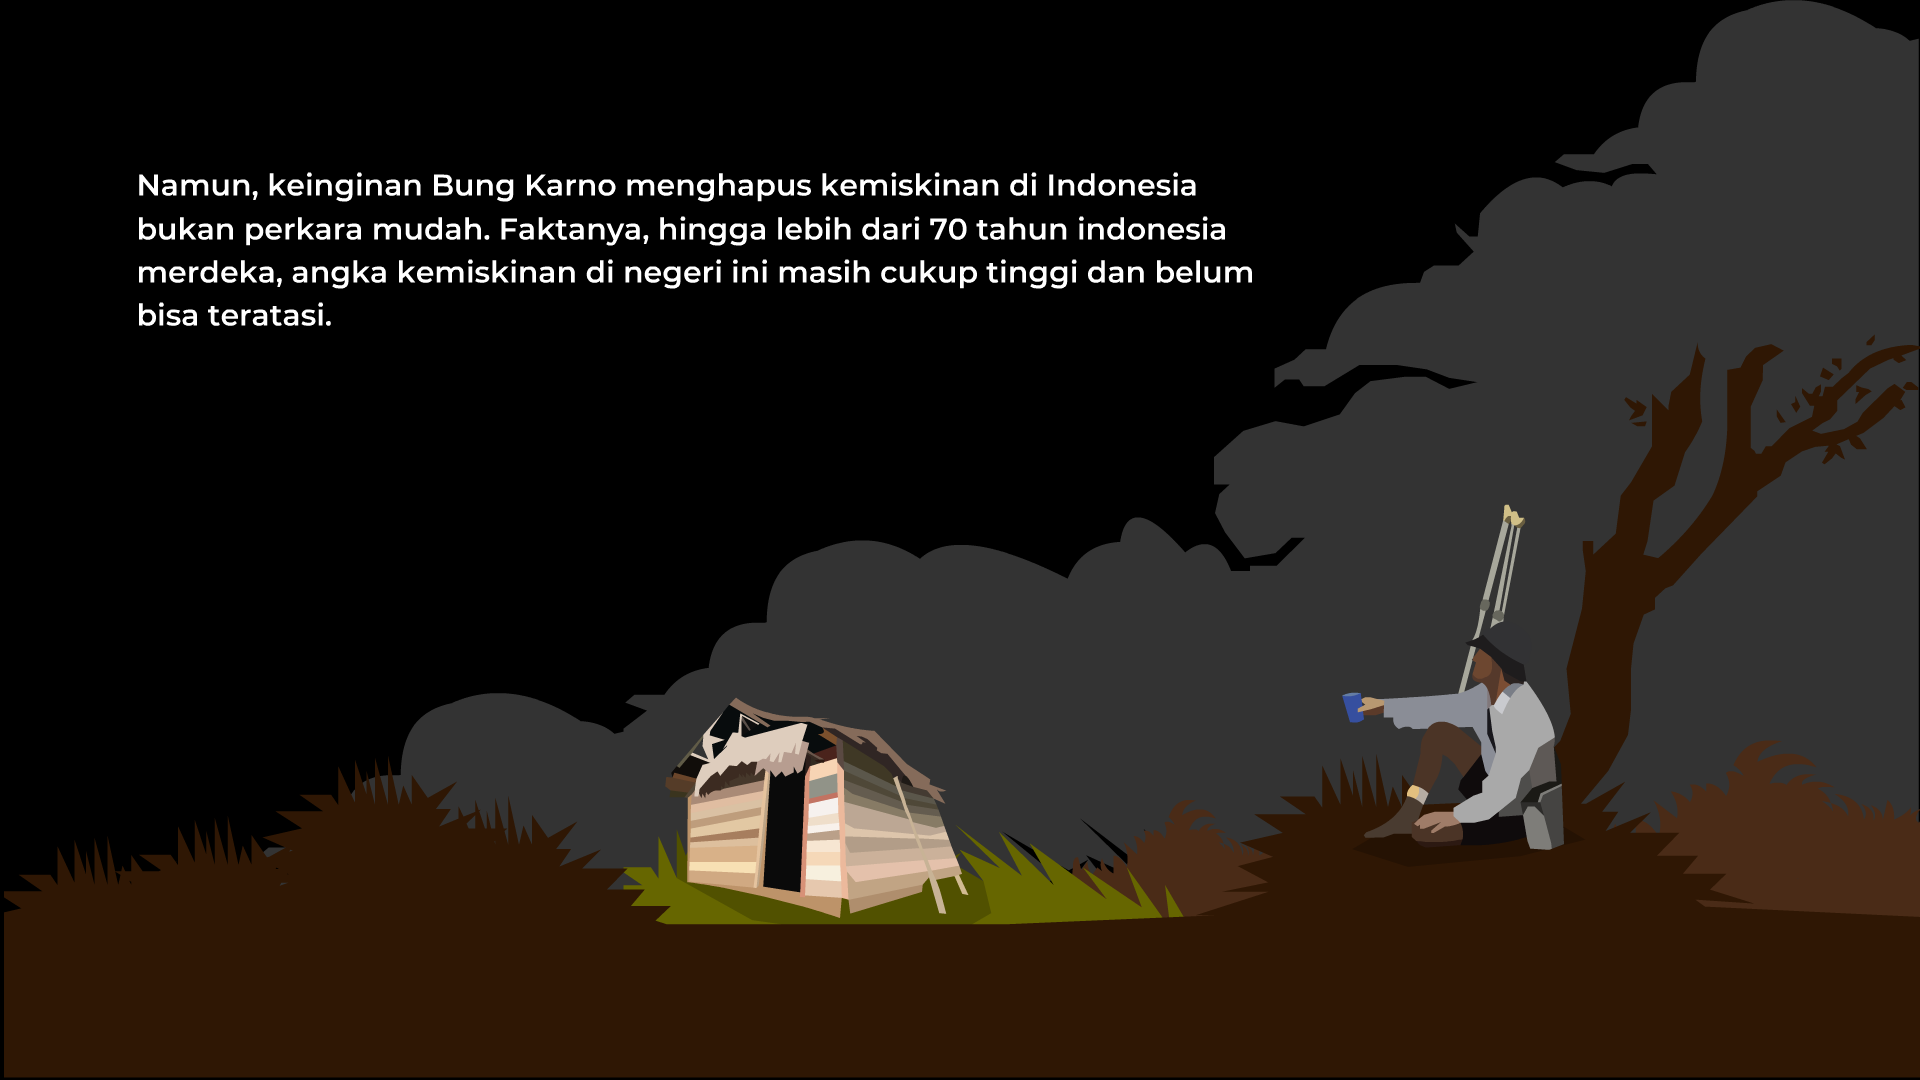 Namun, keinginan Bung Karno menghapus kemiskinan di Indonesia
bukan perkara mudah. Faktanya, hingga lebih dari 70 tahun indonesia
merdeka, angka kemiskinan di negeri ini masih cukup tinggi dan belum
bisa teratasi.